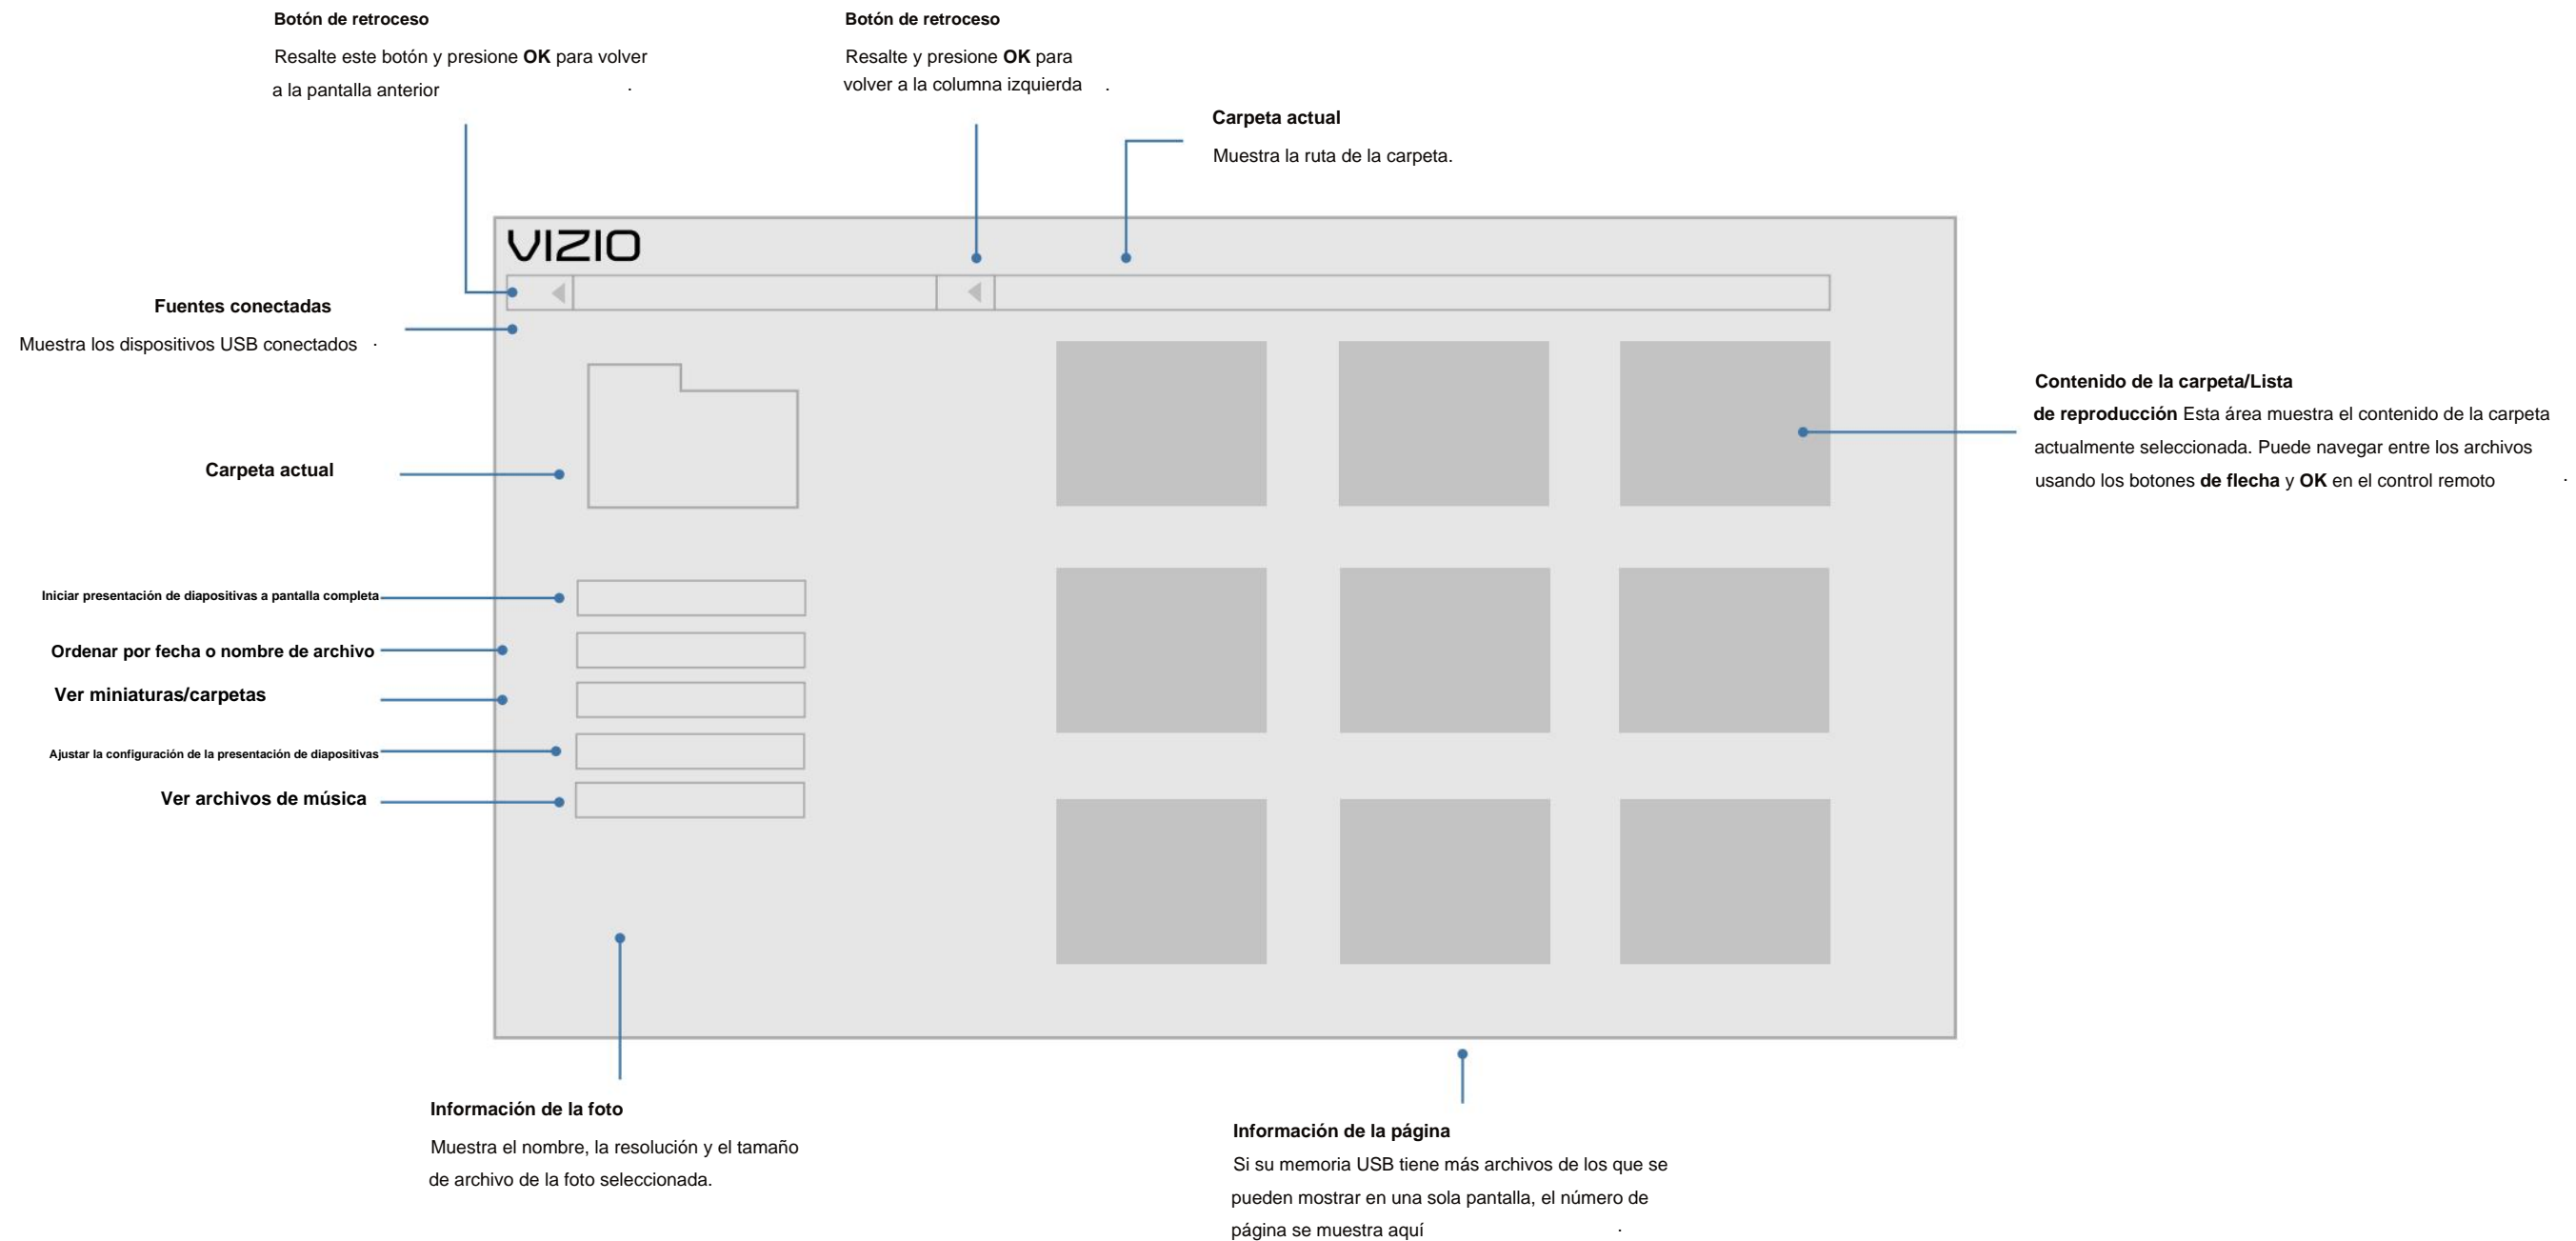 Botón de retroceso
Resalte este botón y presione OK para volver
a la pantalla anterior .
Botón de retroceso
Resalte y presione OK para
volver a la columna izquierda .
Carpeta actual
Muestra la ruta de la carpeta.
VIZIO
Fuentes conectadas
Muestra los dispositivos USB conectados .
Carpeta actual
Iniciar presentación de diapositivas a pantalla completa
Ordenar por fecha o nombre de archivo
Ver miniaturas/carpetas
Ajustar la configuración de la presentación de diapositivas
Ver archivos de música
Contenido de la carpeta/Lista
de reproducción Esta área muestra el contenido de la carpeta
actualmente seleccionada. Puede navegar entre los archivos
usando los botones de flecha y OK en el control remoto .
Información de la foto
Muestra el nombre, la resolución y el tamaño
de archivo de la foto seleccionada.
Información de la página
Si su memoria USB tiene más archivos de los que se
pueden mostrar en una sola pantalla, el número de
página se muestra aquí .